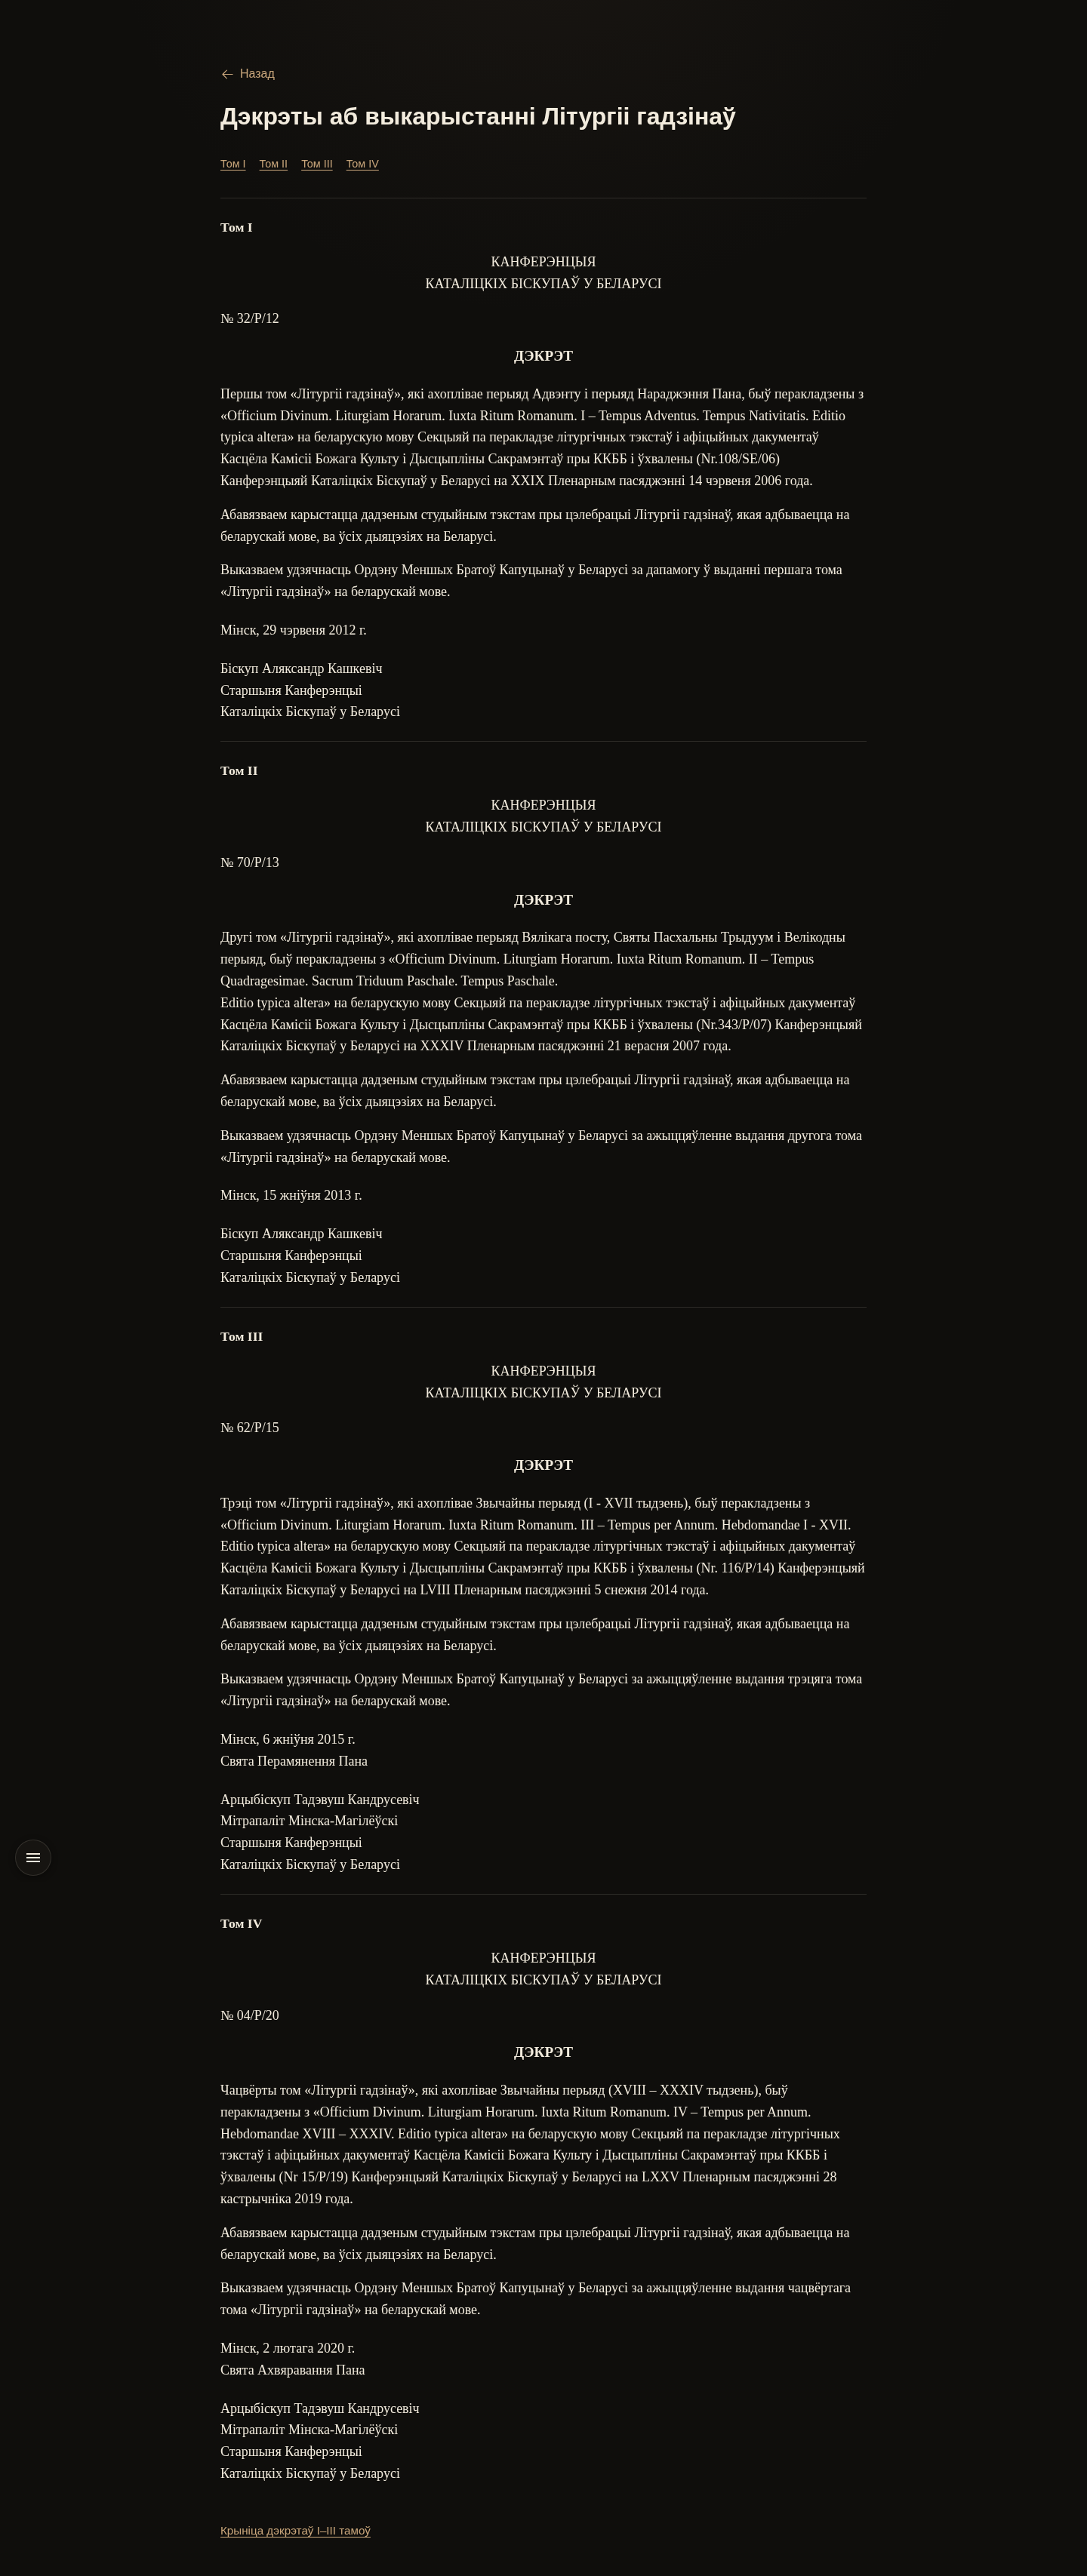 ← Назад
Дэкрэты аб выкарыстанні Літургіі гадзінаў
Том I Том II Том III Том IV
Том I
КАНФЕРЭНЦЫЯ
КАТАЛІЦКІХ БІСКУПАЎ У БЕЛАРУСІ
№ 32/P/12
ДЭКРЭТ
Першы том «Літургіі гадзінаў», які ахоплівае перыяд Адвэнту і перыяд Нараджэння Пана, быў перакладзены з
«Officium Divinum. Liturgiam Horarum. Iuxta Ritum Romanum. I – Tempus Adventus. Tempus Nativitatis. Editio
typica altera» на беларускую мову Секцыяй па перакладзе літургічных тэкстаў і афіцыйных дакументаў
Касцёла Камісіі Божага Культу і Дысцыпліны Сакрамэнтаў пры ККББ і ўхвалены (Nr.108/SE/06)
Канферэнцыяй Каталіцкіх Біскупаў у Беларусі на XXIX Пленарным пасяджэнні 14 чэрвеня 2006 года.
Абавязваем карыстацца дадзеным студыйным тэкстам пры цэлебрацыі Літургіі гадзінаў, якая адбываецца на
беларускай мове, ва ўсіх дыяцэзіях на Беларусі.
Выказваем удзячнасць Ордэну Меншых Братоў Капуцынаў у Беларусі за дапамогу ў выданні першага тома
«Літургіі гадзінаў» на беларускай мове.
Мінск, 29 чэрвеня 2012 г.
Біскуп Аляксандр Кашкевіч
Старшыня Канферэнцыі
Каталіцкіх Біскупаў у Беларусі
Том II
КАНФЕРЭНЦЫЯ
КАТАЛІЦКІХ БІСКУПАЎ У БЕЛАРУСІ
№ 70/P/13
ДЭКРЭТ
Другі том «Літургіі гадзінаў», які ахоплівае перыяд Вялікага посту, Святы Пасхальны Трыдуум і Велікодны
перыяд, быў перакладзены з «Officium Divinum. Liturgiam Horarum. Iuxta Ritum Romanum. II – Tempus
Quadragesimae. Sacrum Triduum Paschale. Tempus Paschale.
Editio typica altera» на беларускую мову Секцыяй па перакладзе літургічных тэкстаў і афіцыйных дакументаў
Касцёла Камісіі Божага Культу і Дысцыпліны Сакрамэнтаў пры ККББ і ўхвалены (Nr.343/P/07) Канферэнцыяй
Каталіцкіх Біскупаў у Беларусі на XXXIV Пленарным пасяджэнні 21 верасня 2007 года.
Абавязваем карыстацца дадзеным студыйным тэкстам пры цэлебрацыі Літургіі гадзінаў, якая адбываецца на
беларускай мове, ва ўсіх дыяцэзіях на Беларусі.
Выказваем удзячнасць Ордэну Меншых Братоў Капуцынаў у Беларусі за ажыццяўленне выдання другога тома
«Літургіі гадзінаў» на беларускай мове.
Мінск, 15 жніўня 2013 г.
Біскуп Аляксандр Кашкевіч
Старшыня Канферэнцыі
Каталіцкіх Біскупаў у Беларусі
Том III
КАНФЕРЭНЦЫЯ
КАТАЛІЦКІХ БІСКУПАЎ У БЕЛАРУСІ
№ 62/P/15
ДЭКРЭТ
Трэці том «Літургіі гадзінаў», які ахоплівае Звычайны перыяд (I - XVII тыдзень), быў перакладзены з
«Officium Divinum. Liturgiam Horarum. Iuxta Ritum Romanum. III – Tempus per Annum. Hebdomandae I - XVII.
Editio typica altera» на беларускую мову Секцыяй па перакладзе літургічных тэкстаў і афіцыйных дакументаў
Касцёла Камісіі Божага Культу і Дысцыпліны Сакрамэнтаў пры ККББ і ўхвалены (Nr. 116/P/14) Канферэнцыяй
Каталіцкіх Біскупаў у Беларусі на LVIII Пленарным пасяджэнні 5 снежня 2014 года.
Абавязваем карыстацца дадзеным студыйным тэкстам пры цэлебрацыі Літургіі гадзінаў, якая адбываецца на
беларускай мове, ва ўсіх дыяцэзіях на Беларусі.
Выказваем удзячнасць Ордэну Меншых Братоў Капуцынаў у Беларусі за ажыццяўленне выдання трэцяга тома
«Літургіі гадзінаў» на беларускай мове.
Мінск, 6 жніўня 2015 г.
Свята Перамянення Пана
Арцыбіскуп Тадэвуш Кандрусевіч
Мітрапаліт Мінска-Магілёўскі
Старшыня Канферэнцыі
Каталіцкіх Біскупаў у Беларусі
Том IV
КАНФЕРЭНЦЫЯ
КАТАЛІЦКІХ БІСКУПАЎ У БЕЛАРУСІ
№ 04/P/20
ДЭКРЭТ
Чацвёрты том «Літургіі гадзінаў», які ахоплівае Звычайны перыяд (XVIII – XXXIV тыдзень), быў
перакладзены з «Officium Divinum. Liturgiam Horarum. Iuxta Ritum Romanum. IV – Tempus per Annum.
Hebdomandae XVIII – XXXIV. Editio typica altera» на беларускую мову Секцыяй па перакладзе літургічных
тэкстаў і афіцыйных дакументаў Касцёла Камісіі Божага Культу і Дысцыпліны Сакрамэнтаў пры ККББ і
ўхвалены (Nr 15/P/19) Канферэнцыяй Каталіцкіх Біскупаў у Беларусі на LXXV Пленарным пасяджэнні 28
кастрычніка 2019 года.
Абавязваем карыстацца дадзеным студыйным тэкстам пры цэлебрацыі Літургіі гадзінаў, якая адбываецца на
беларускай мове, ва ўсіх дыяцэзіях на Беларусі.
Выказваем удзячнасць Ордэну Меншых Братоў Капуцынаў у Беларусі за ажыццяўленне выдання чацвёртага
тома «Літургіі гадзінаў» на беларускай мове.
Мінск, 2 лютага 2020 г.
Свята Ахвяравання Пана
Арцыбіскуп Тадэвуш Кандрусевіч
Мітрапаліт Мінска-Магілёўскі
Старшыня Канферэнцыі
Каталіцкіх Біскупаў у Беларусі
Крыніца дэкрэтаў I–III тамоў